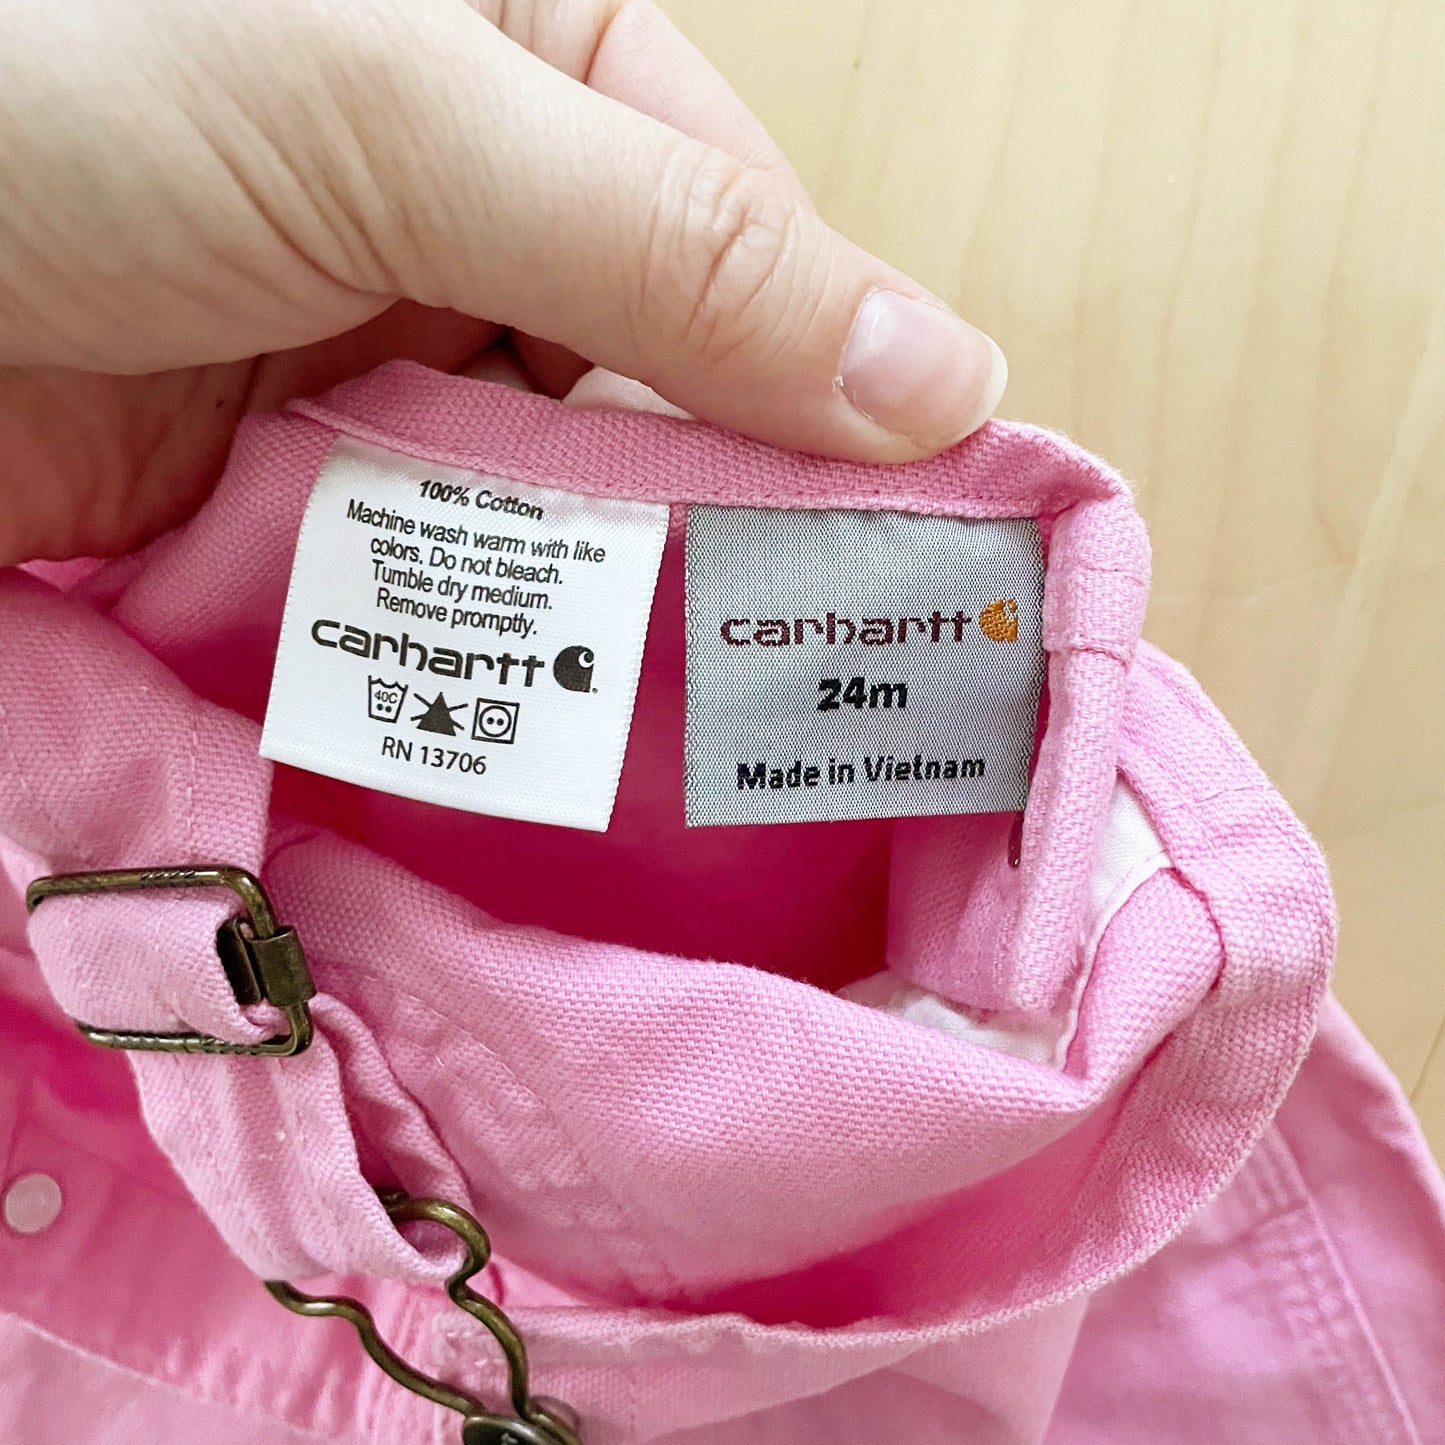 100% Cotton
Machine wash warm with like
colors. Do not bleach.
Tumble dry medium.
Remove promptly.
carhartt
40C
RN 13706
carhartt
24m
Made in Vietnam